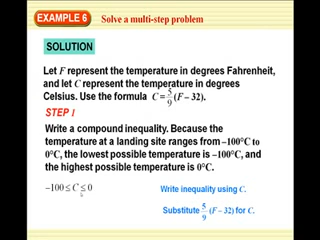 EXAMPLE 6 Solve a multi-step problem
SOLUTION
Let F represent the temperature in degrees Fahrenheit,
and let C represent the temperature in degrees
Celsius. Use the formula C = 5/9 (F – 32).
STEP 1
Write a compound inequality. Because the
temperature at a landing site ranges from –100°C to
0°C, the lowest possible temperature is –100°C, and
the highest possible temperature is 0°C.
–100 ≤ C ≤ 0 Write inequality using C.
Substitute 5/9 (F – 32) for C.